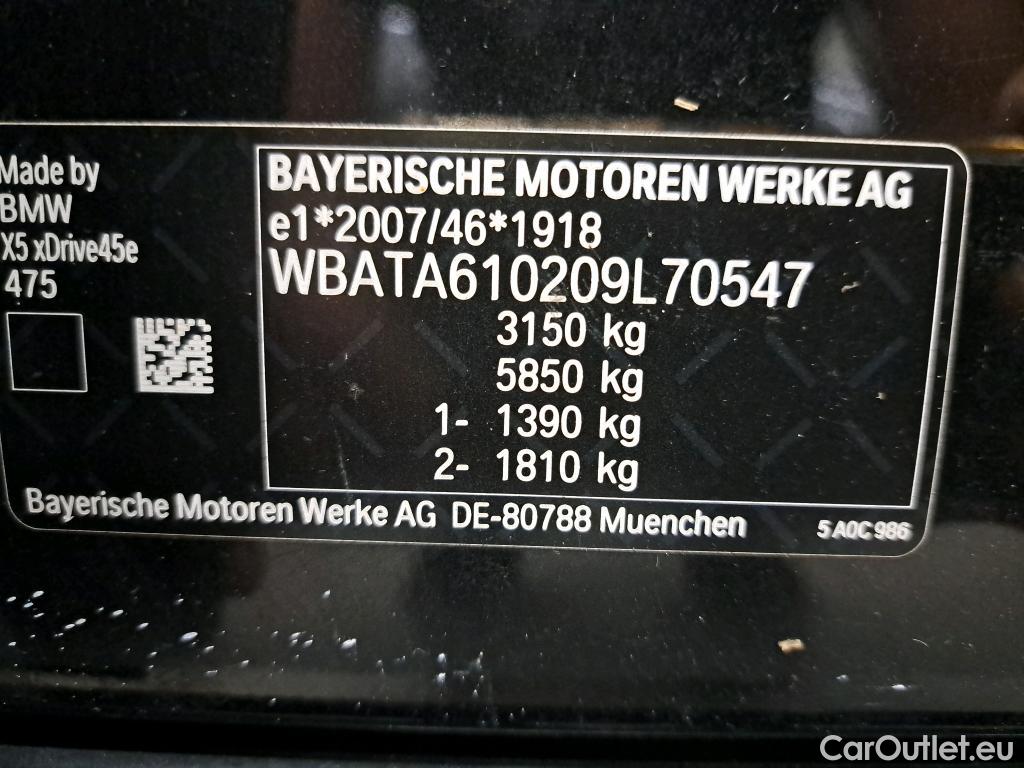 Made by
BMW
X5 xDrive45e
475
BAYERISCHE MOTOREN WERKE AG
e1*2007/46*1918
WBATA610209L70547
3150 kg
5850 kg
1- 1390 kg
2- 1810 kg
Bayerische Motoren Werke AG DE-80788 Muenchen
5 A0C 986
CarOutlet.eu